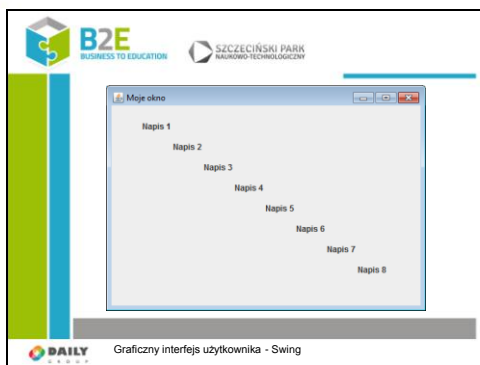 B2E
BUSINESS TO EDUCATION
SZCZECIŃSKI PARK
NAUKOWO-TECHNOLOGICZNY
Moje okno
Napis 1
Napis 2
Napis 3
Napis 4
Napis 5
Napis 6
Napis 7
Napis 8
DAILY
GROUP
Graficzny interfejs użytkownika - Swing